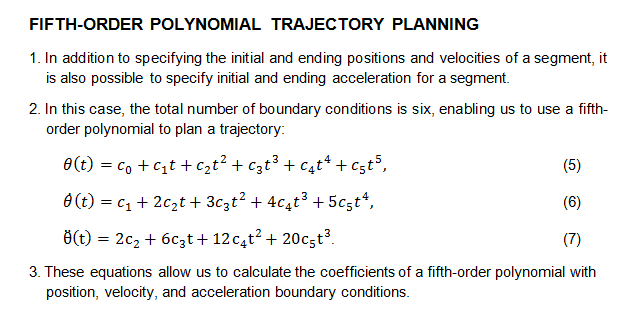 FIFTH-ORDER POLYNOMIAL TRAJECTORY PLANNING
1. In addition to specifying the initial and ending positions and velocities of a segment, it
is also possible to specify initial and ending acceleration for a segment.
2. In this case, the total number of boundary conditions is six, enabling us to use a fifth-
order polynomial to plan a trajectory:
θ(t) = c₀ + c₁t + c₂t² + c₃t³ + c₄t⁴ + c₅t⁵, (5)
θ̇(t) = c₁ + 2c₂t + 3c₃t² + 4c₄t³ + 5c₅t⁴, (6)
θ̈(t) = 2c₂ + 6c₃t + 12c₄t² + 20c₅t³. (7)
3. These equations allow us to calculate the coefficients of a fifth-order polynomial with
position, velocity, and acceleration boundary conditions.